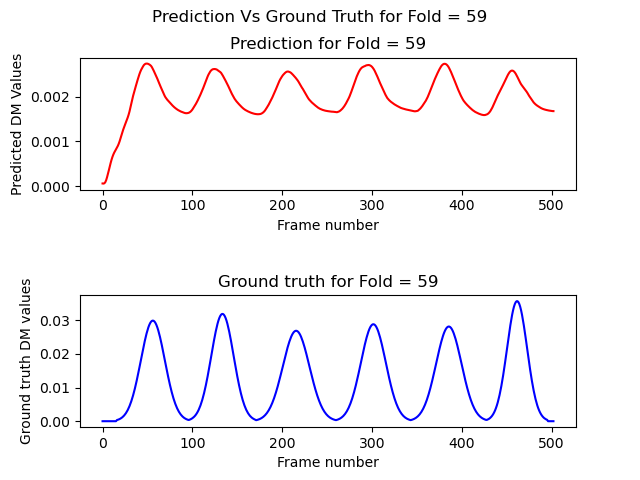 Prediction Vs Ground Truth for Fold = 59
Prediction for Fold = 59
Predicted DM Values
0.002
0.001
0.000
0 100 200 300 400 500
Frame number
Ground truth for Fold = 59
Ground truth DM values
0.03
0.02
0.01
0.00
0 100 200 300 400 500
Frame number